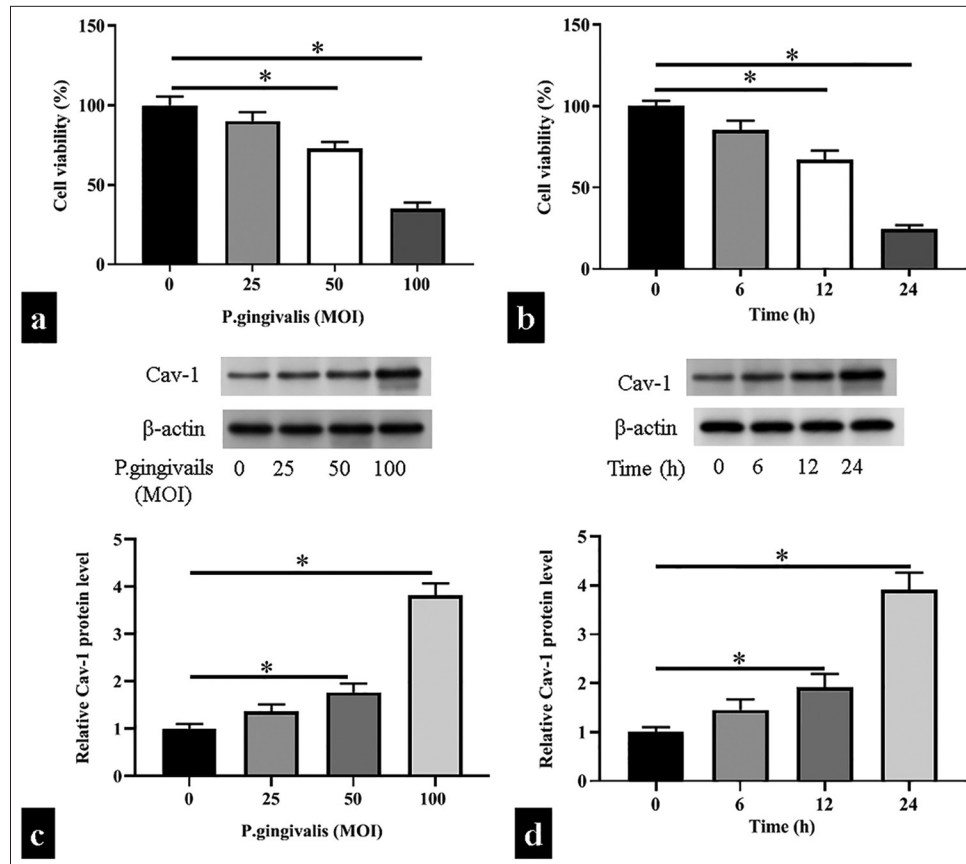 150
100
50
0
Cell viability (%)
*
*
0 25 50 100
P.gingivalis (MOI)
a
150
100
50
0
Cell viability (%)
*
*
0 6 12 24
Time (h)
b
Cav-1
β-actin
P.gingivails 0 25 50 100
(MOI)
Cav-1
β-actin
Time (h) 0 6 12 24
5
4
3
2
1
0
Relative Cav-1 protein level
*
*
0 25 50 100
P.gingivalis (MOI)
c
5
4
3
2
1
0
Relative Cav-1 protein level
*
*
0 6 12 24
Time (h)
d